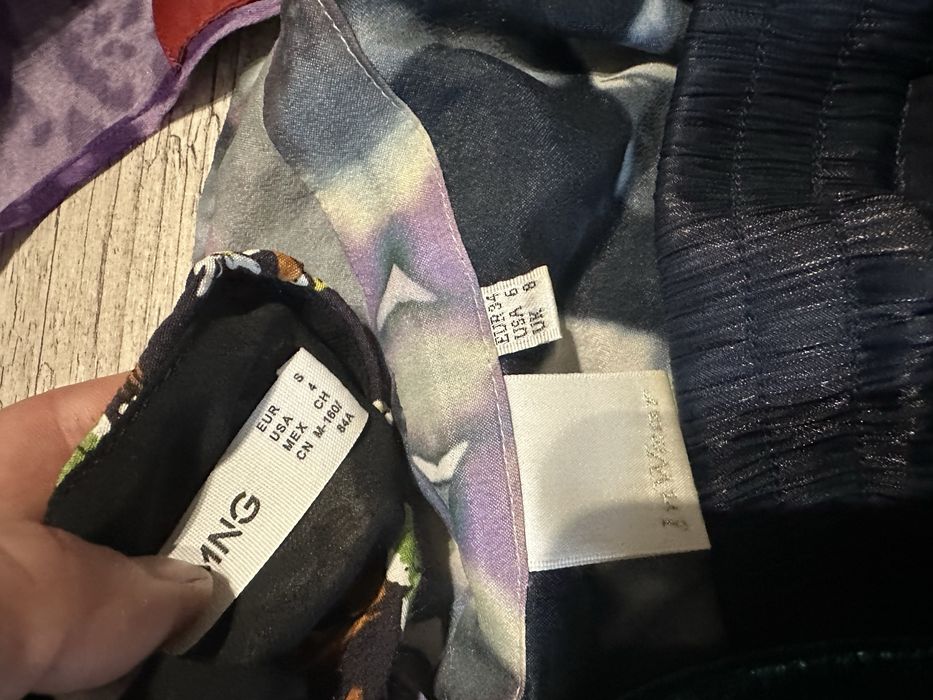 EUR S
USA 4
MEX CH
CN M-160/
84A
MNG
EUR 34
USA 6
UK 8